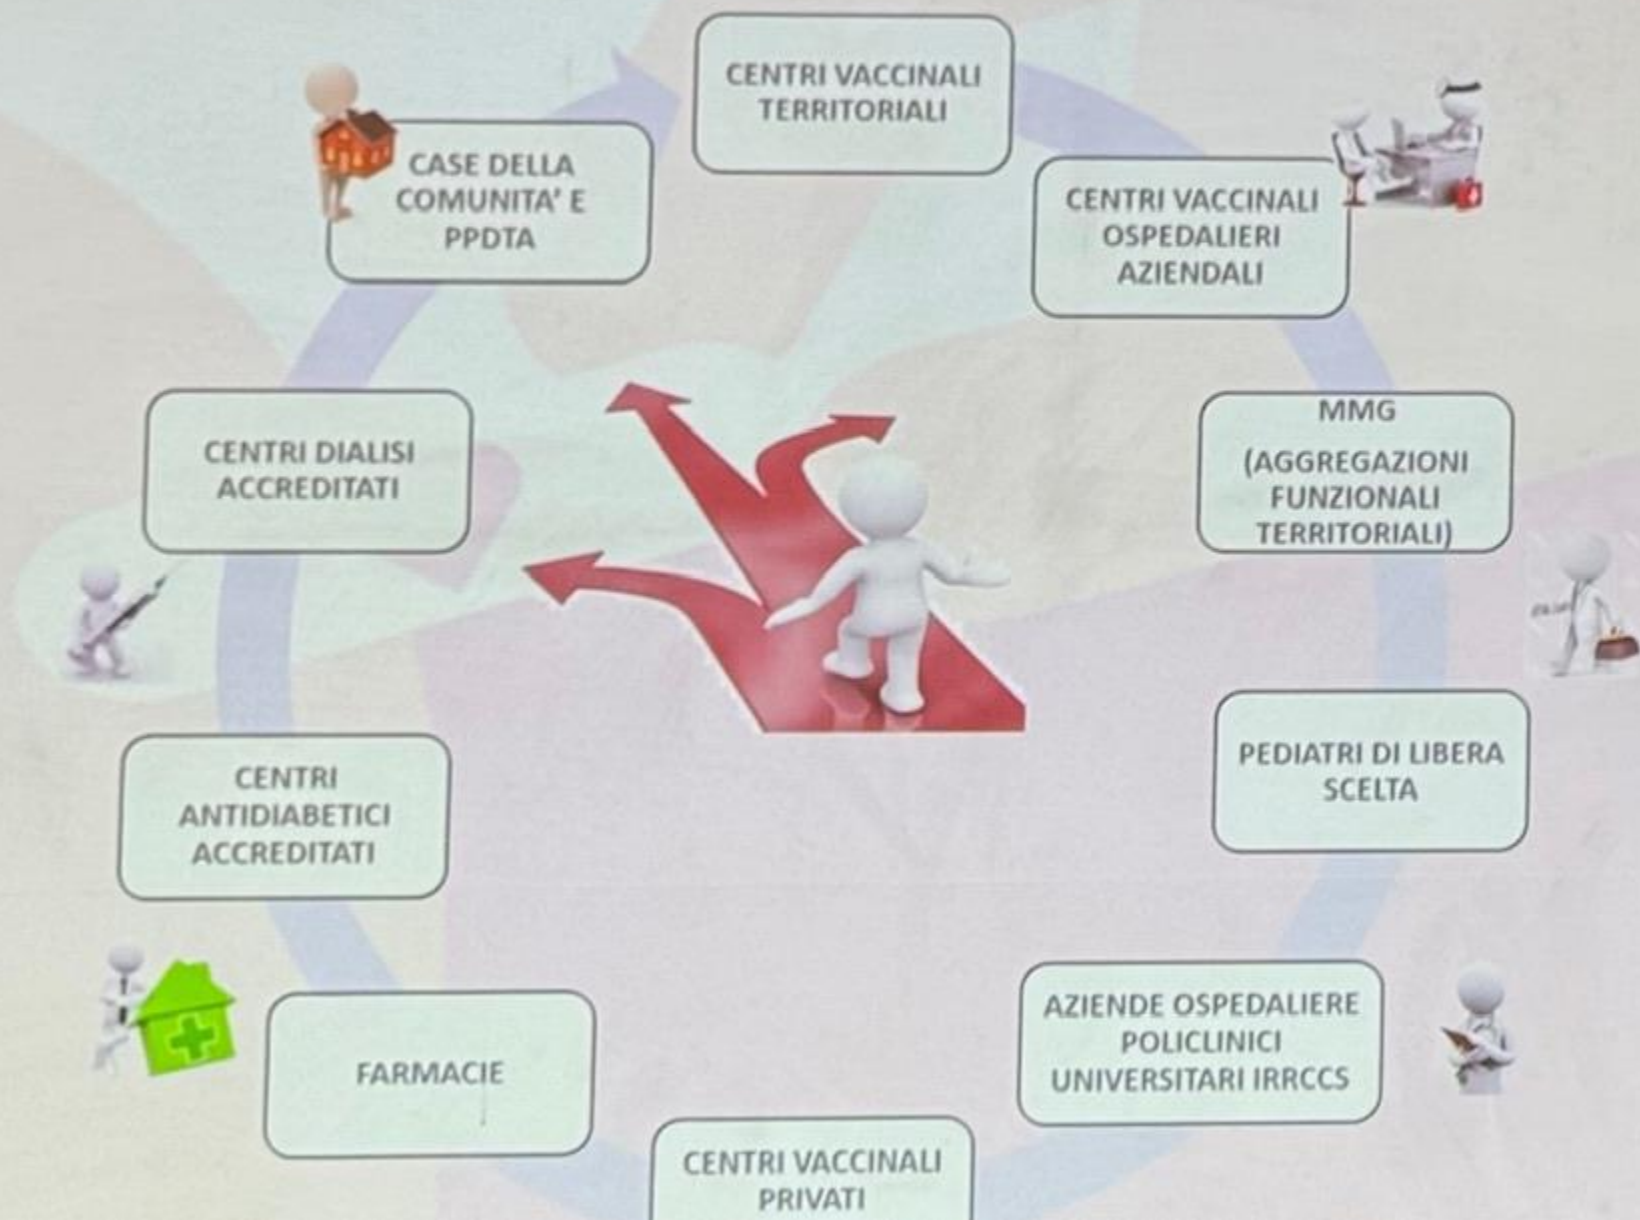 CENTRI VACCINALI
TERRITORIALI
CASE DELLA
COMUNITA' E
PPDTA
CENTRI VACCINALI
OSPEDALIERI
AZIENDALI
CENTRI DIALISI
ACCREDITATI
MMG
(AGGREGAZIONI
FUNZIONALI
TERRITORIALI)
PEDIATRI DI LIBERA
SCELTA
CENTRI
ANTIDIABETICI
ACCREDITATI
AZIENDE OSPEDALIERE
POLICLINICI
UNIVERSITARI IRRCCS
FARMACIE
CENTRI VACCINALI
PRIVATI